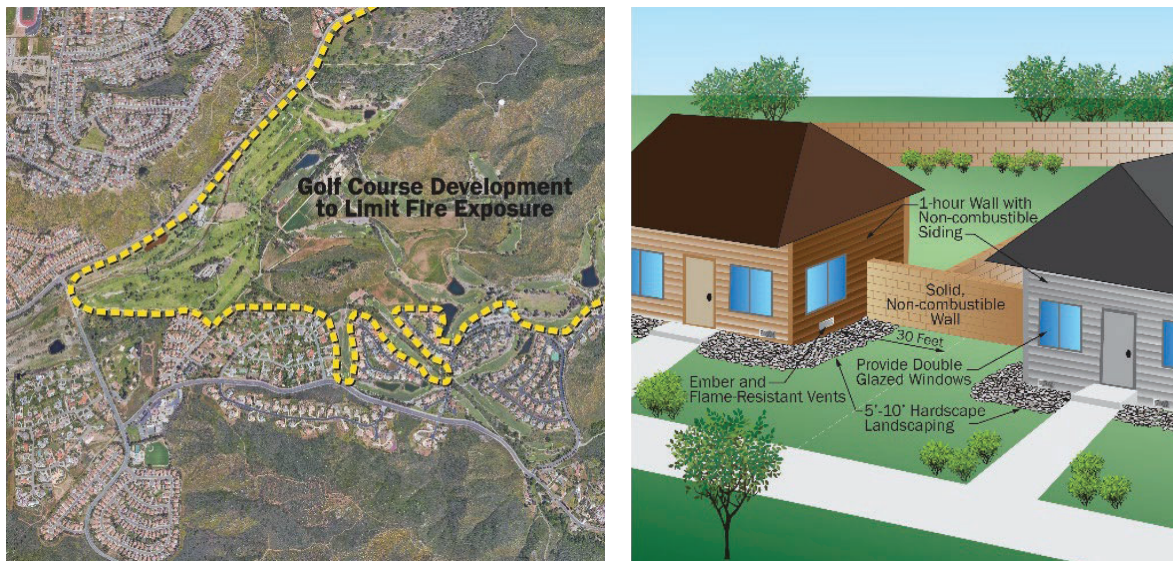 Golf Course Development
to Limit Fire Exposure
1-hour Wall with
Non-combustible
Siding
Solid,
Non-combustible
Wall
30 Feet
Provide Double
Glazed Windows
Ember and
Flame-Resistant Vents
5'-10' Hardscape
Landscaping